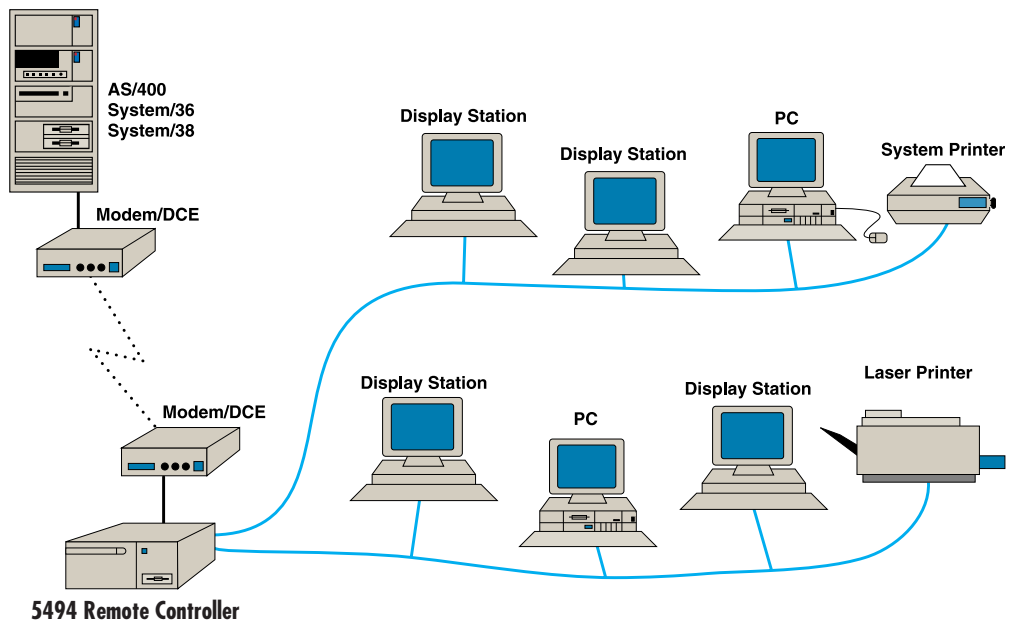 AS/400
System/36
System/38
Modem/DCE
Display Station
Display Station
PC
System Printer
Modem/DCE
5494 Remote Controller
Display Station
PC
Display Station
Laser Printer